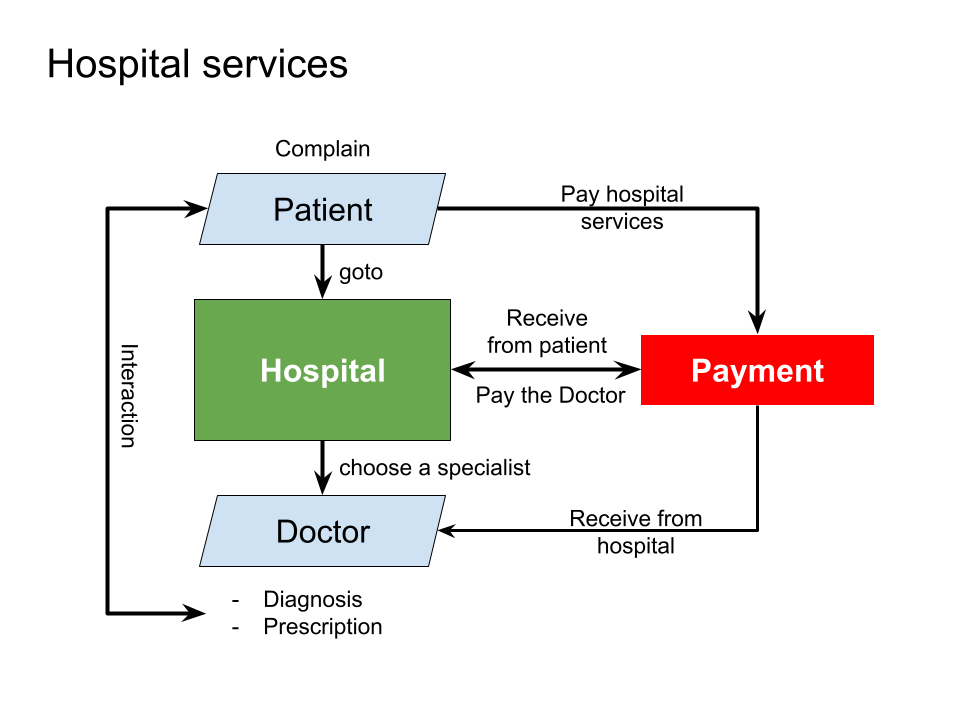 Hospital services
Complain
Patient
Pay hospital
services
goto
Receive
from patient
Hospital
Payment
Interaction
Pay the Doctor
choose a specialist
Doctor
Receive from
hospital
- Diagnosis
- Prescription